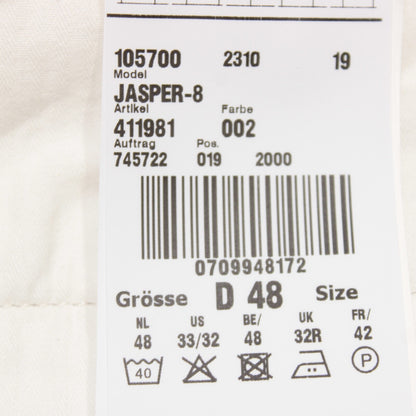 105700 2310 19
Model
JASPER-8
Artikel Farbe
411981 002
Auftrag Pos.
745722 019 2000
0709948172
Grösse D 48 Size
NL US BE/ UK FR/
48 33/32 48 32R 42
40 P